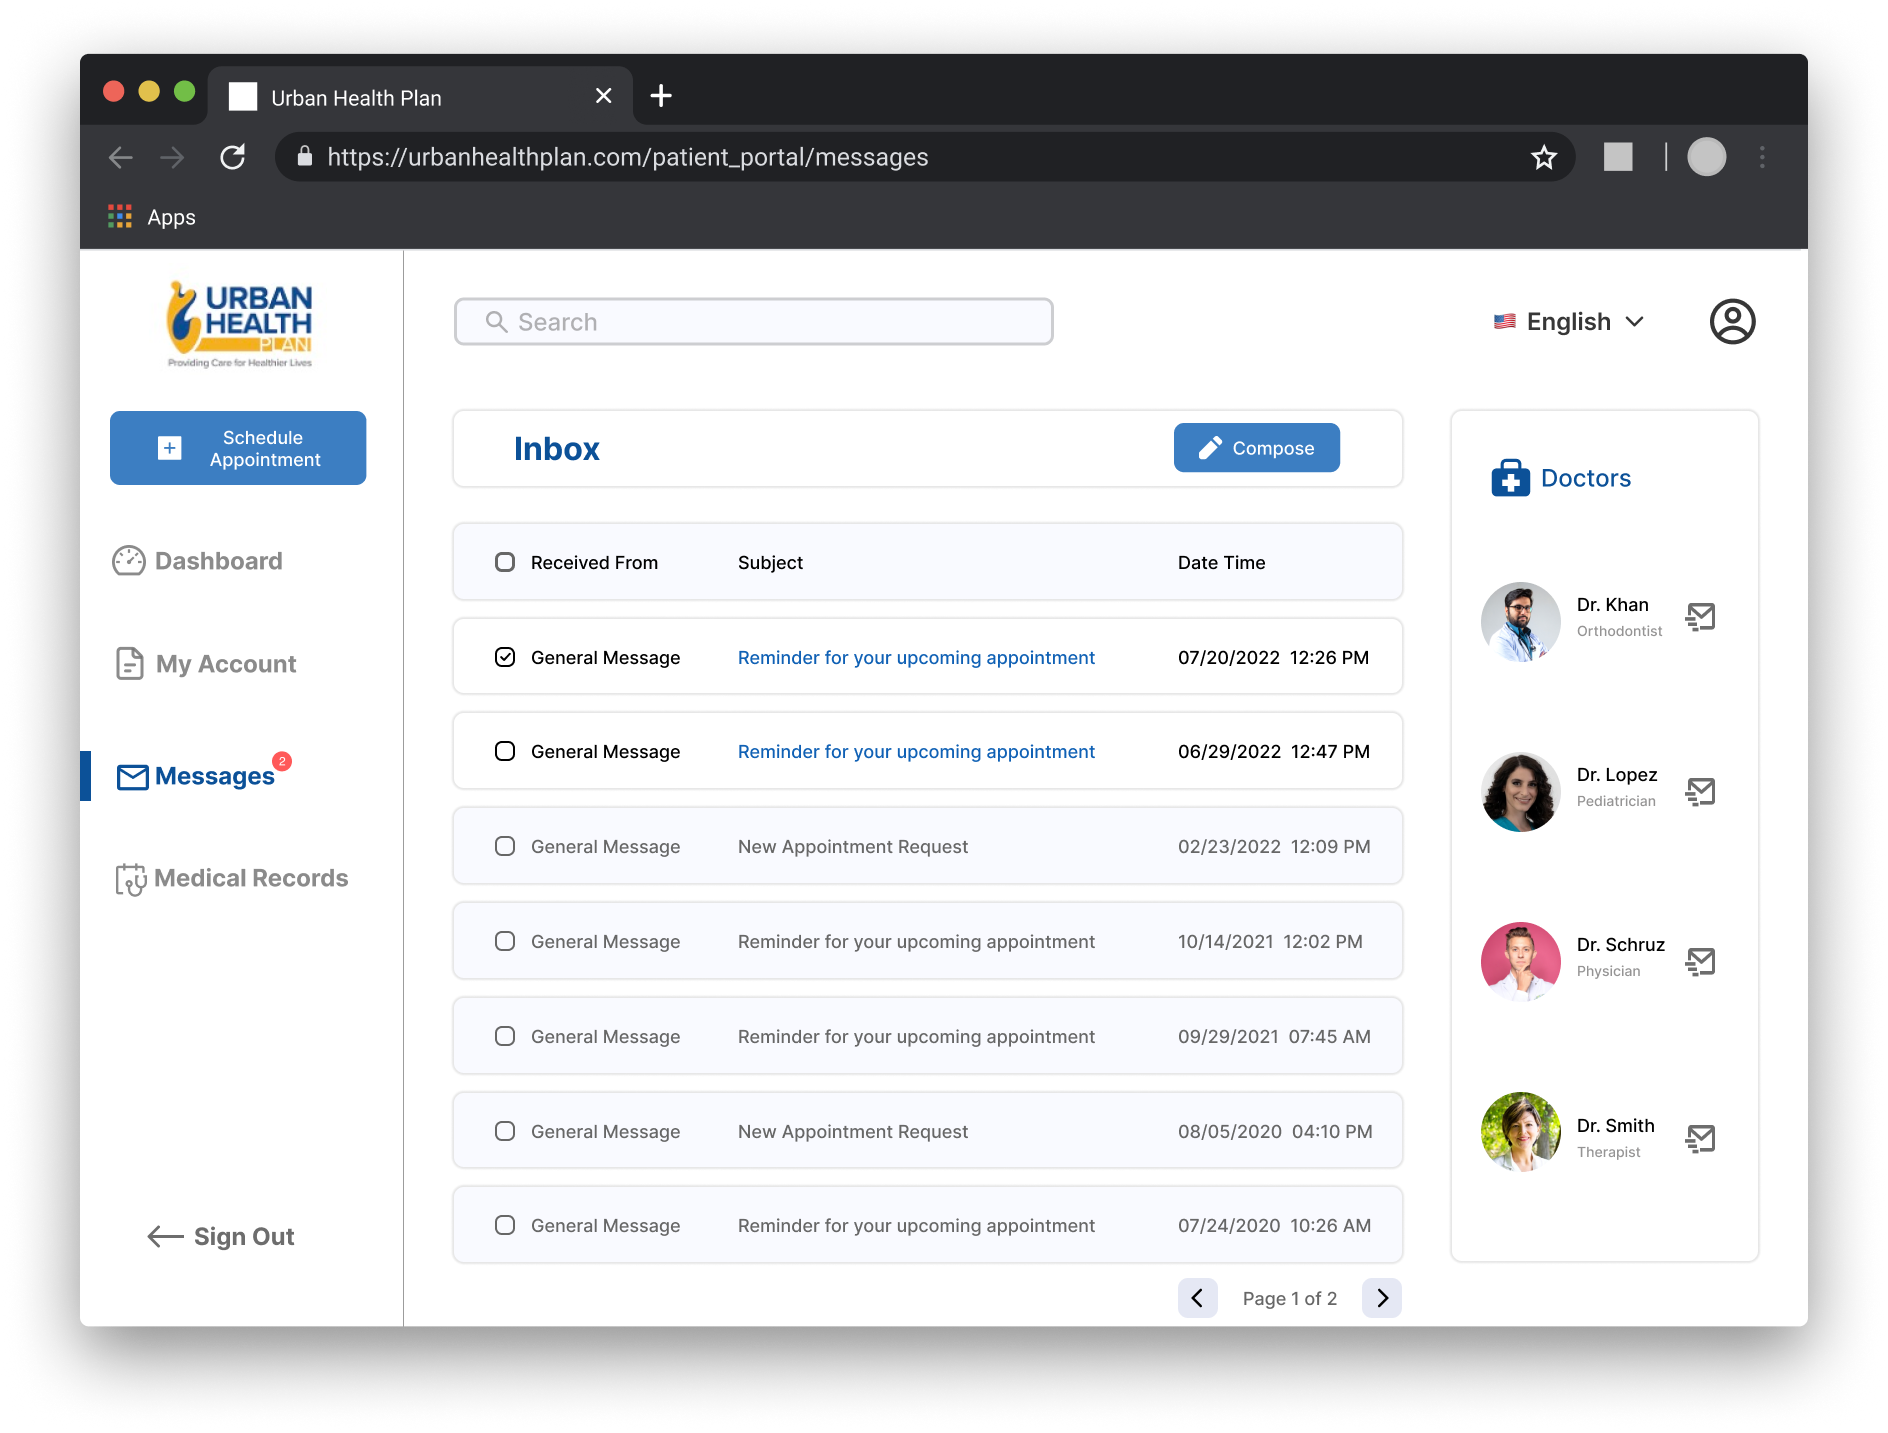 Urban Health Plan
https://urbanhealthplan.com/patient_portal/messages
Apps
URBAN
HEALTH
PLAN
Providing Care for Healthier Lives
Search
English
Schedule
Appointment
Dashboard
My Account
Messages 2
Medical Records
Sign Out
Inbox
Compose
Received From Subject Date Time
General Message Reminder for your upcoming appointment 07/20/2022 12:26 PM
General Message Reminder for your upcoming appointment 06/29/2022 12:47 PM
General Message New Appointment Request 02/23/2022 12:09 PM
General Message Reminder for your upcoming appointment 10/14/2021 12:02 PM
General Message Reminder for your upcoming appointment 09/29/2021 07:45 AM
General Message New Appointment Request 08/05/2020 04:10 PM
General Message Reminder for your upcoming appointment 07/24/2020 10:26 AM
Page 1 of 2
Doctors
Dr. Khan
Orthodontist
Dr. Lopez
Pediatrician
Dr. Schruz
Physician
Dr. Smith
Therapist